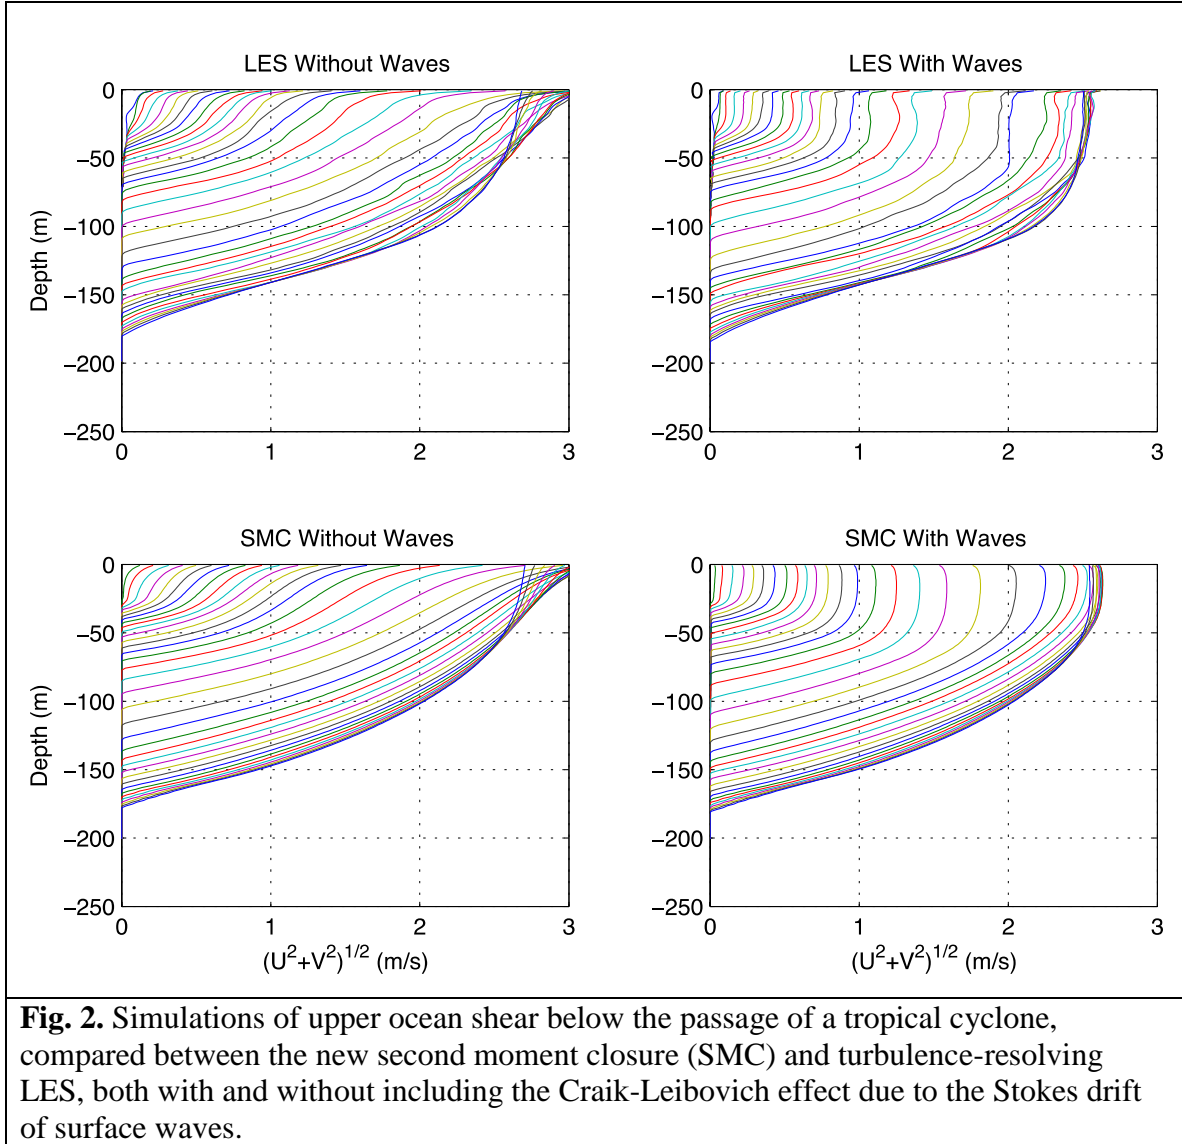 LES Without Waves
0
−50
−100
−150
−200
−250
Depth (m)
0 1 2 3
LES With Waves
0
−50
−100
−150
−200
−250
0 1 2 3
SMC Without Waves
0
−50
−100
−150
−200
−250
Depth (m)
0 1 2 3
(U²+V²)^1/2 (m/s)
SMC With Waves
0
−50
−100
−150
−200
−250
0 1 2 3
(U²+V²)^1/2 (m/s)
Fig. 2. Simulations of upper ocean shear below the passage of a tropical cyclone,
compared between the new second moment closure (SMC) and turbulence-resolving
LES, both with and without including the Craik-Leibovich effect due to the Stokes drift
of surface waves.